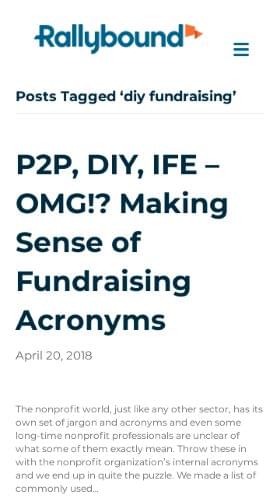 Rallybound
Posts Tagged ‘diy fundraising’
P2P, DIY, IFE –
OMG!? Making
Sense of
Fundraising
Acronyms
April 20, 2018
The nonprofit world, just like any other sector, has its
own set of jargon and acronyms and even some
long-time nonprofit professionals are unclear of
what some of them exactly mean. Throw these in
with the nonprofit organization’s internal acronyms
and we end up in quite the puzzle. We made a list of
commonly used...